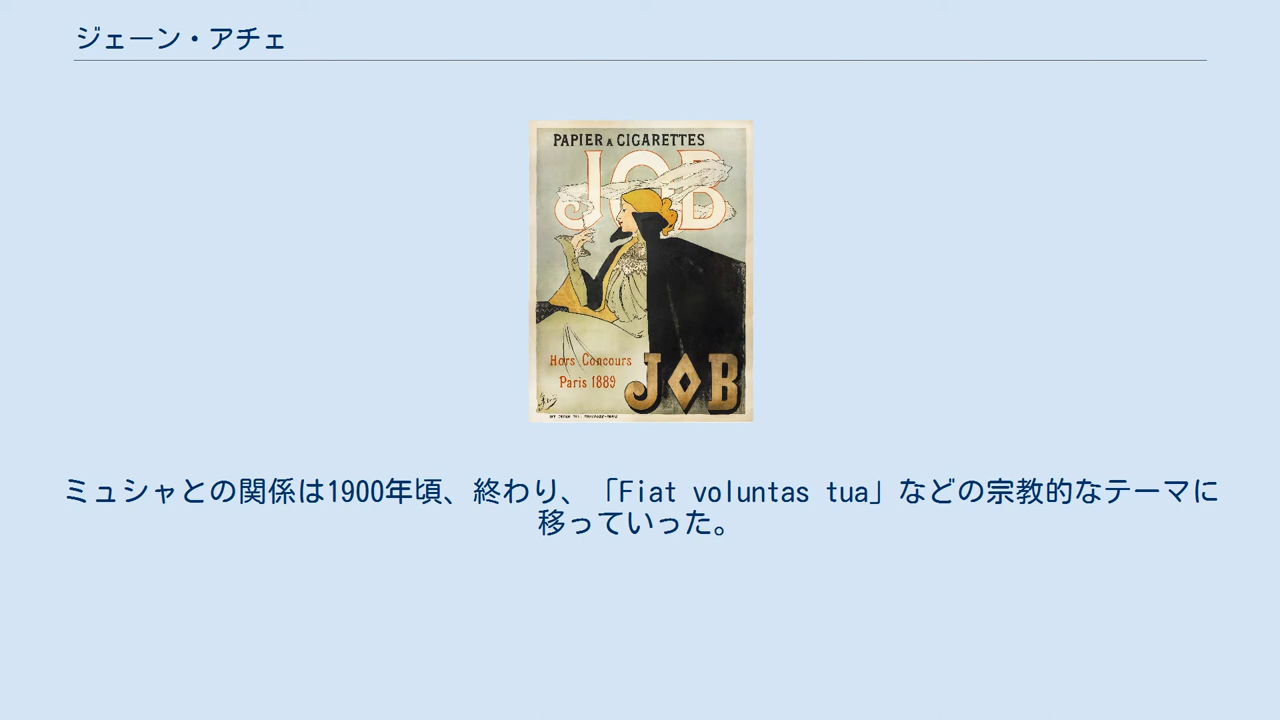 ジェーン・アチェ
PAPIER A CIGARETTES
JOB
Hors Concours
Paris 1889
JOB
ミュシャとの関係は1900年頃、終わり、「Fiat voluntas tua」などの宗教的なテーマに
移っていった。